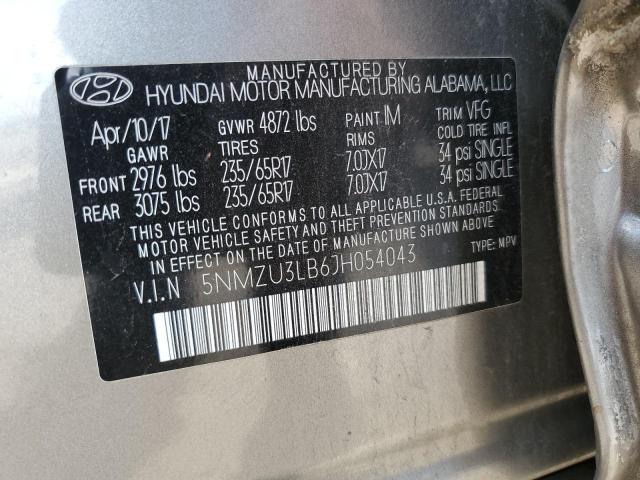 MANUFACTURED BY
HYUNDAI MOTOR MANUFACTURING ALABAMA, LLC
Apr/10/17 GVWR 4872 lbs PAINT IM TRIM VFG
GAWR TIRES RIMS COLD TIRE INFL
FRONT 2976 lbs 235/65R17 7.0JX17 34 psi SINGLE
REAR 3075 lbs 235/65R17 7.0JX17 34 psi SINGLE
THIS VEHICLE CONFORMS TO ALL APPLICABLE U.S.A. FEDERAL
MOTOR VEHICLE SAFETY AND THEFT PREVENTION STANDARDS
IN EFFECT ON THE DATE OF MANUFACTURE SHOWN ABOVE.
V.I.N 5NMZU3LB6JH054043 TYPE: MPV